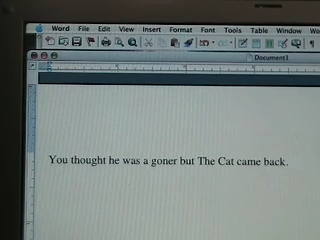 Word File Edit View Insert Format Font Tools Table Window
Document1
You thought he was a goner but The Cat came back.